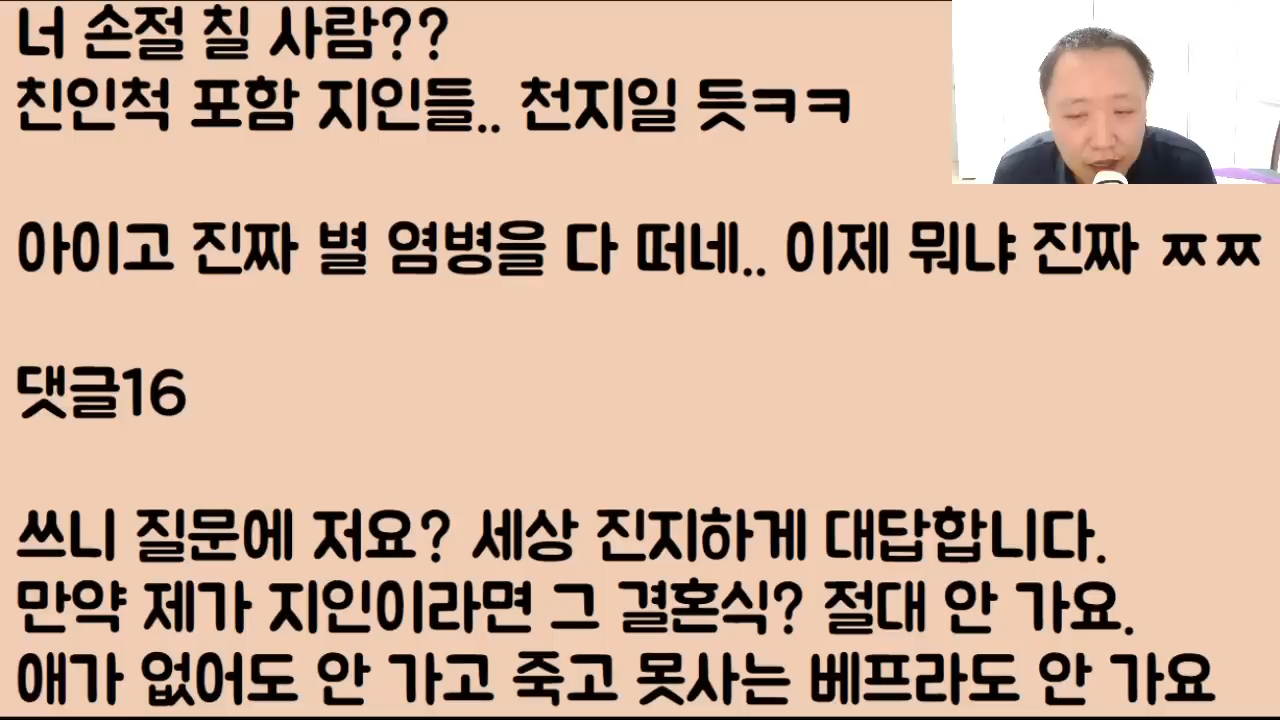 너 손절 칠 사람??
친인척 포함 지인들.. 천지일 듯ㅋㅋ
아이고 진짜 별 염병을 다 떠네.. 이제 뭐냐 진짜 ㅉㅉ
댓글16
쓰니 질문에 저요? 세상 진지하게 대답합니다.
만약 제가 지인이라면 그 결혼식? 절대 안 가요.
애가 없어도 안 가고 죽고 못사는 베프라도 안 가요